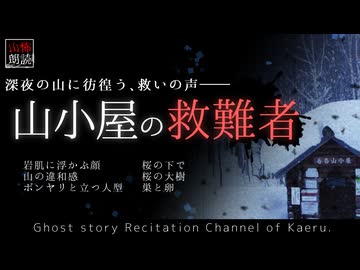 山怖
朗読
深夜の山に彷徨う、救いの声――
山小屋の救難者
岩肌に浮かぶ顔
山の違和感
ボンヤリと立つ人型
桜の下で
桜の大樹
巣と卵
Ghost story Recitation Channel of Kaeru.